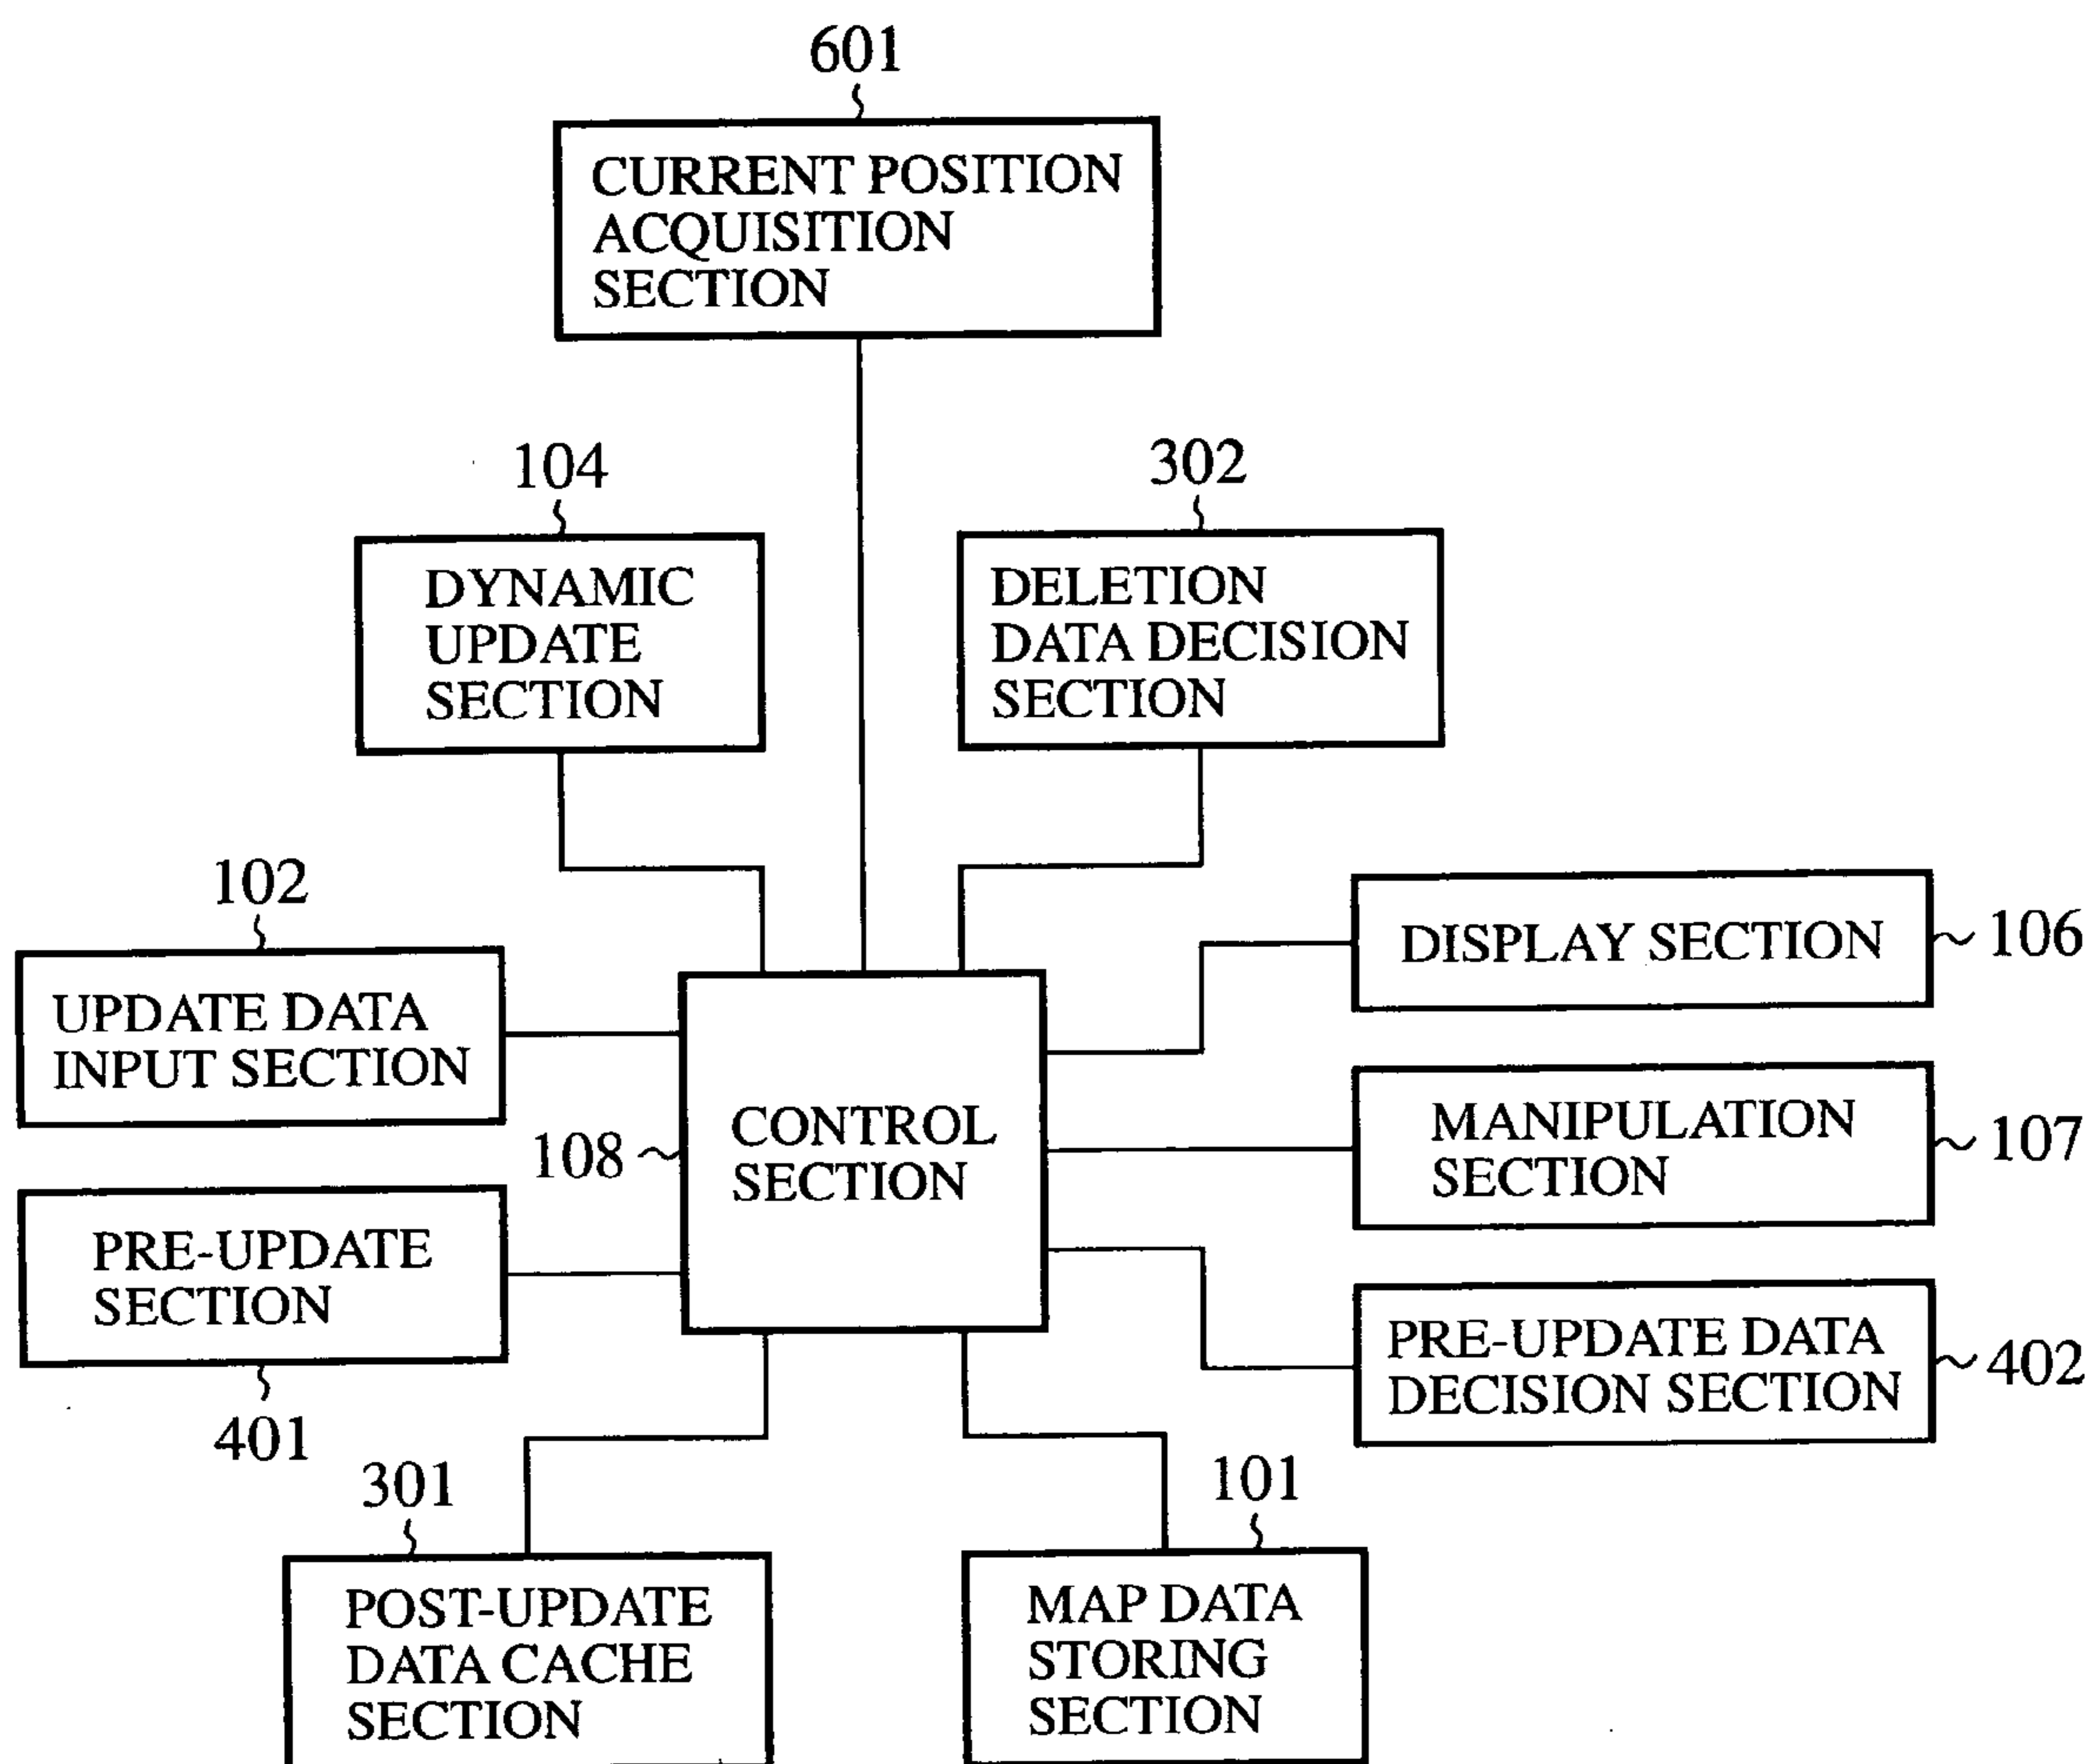 601
CURRENT POSITION
ACQUISITION
SECTION
104
DYNAMIC
UPDATE
SECTION
302
DELETION
DATA DECISION
SECTION
102
UPDATE DATA
INPUT SECTION
DISPLAY SECTION
106
108
CONTROL
SECTION
MANIPULATION
SECTION
107
PRE-UPDATE
SECTION
401
PRE-UPDATE DATA
DECISION SECTION
402
301
POST-UPDATE
DATA CACHE
SECTION
101
MAP DATA
STORING
SECTION